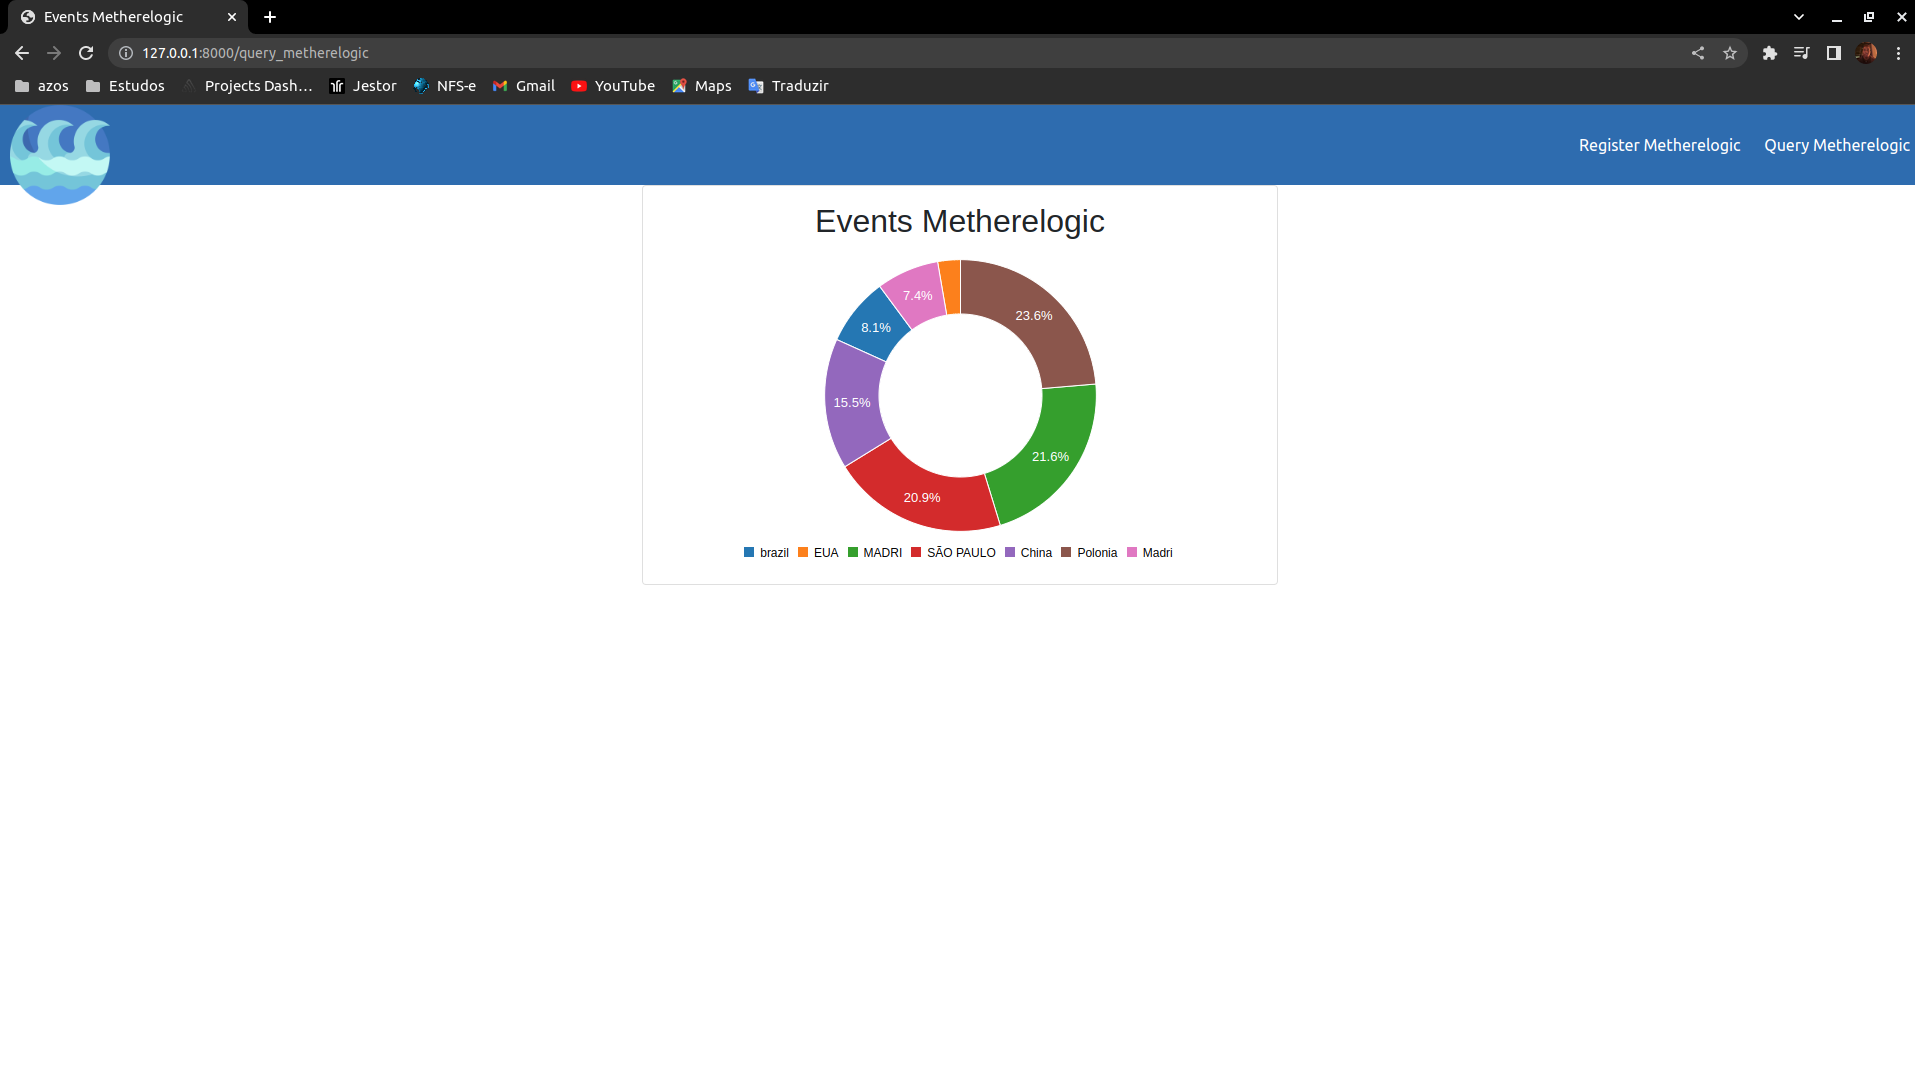 Events Metherelogic
127.0.0.1:8000/query_metherelogic
azos Estudos Projects Dash… Jestor NFS-e Gmail YouTube Maps Traduzir
Register Metherelogic Query Metherelogic
Events Metherelogic
7.4%
23.6%
8.1%
15.5%
21.6%
20.9%
brazil EUA MADRI SÃO PAULO China Polonia Madri